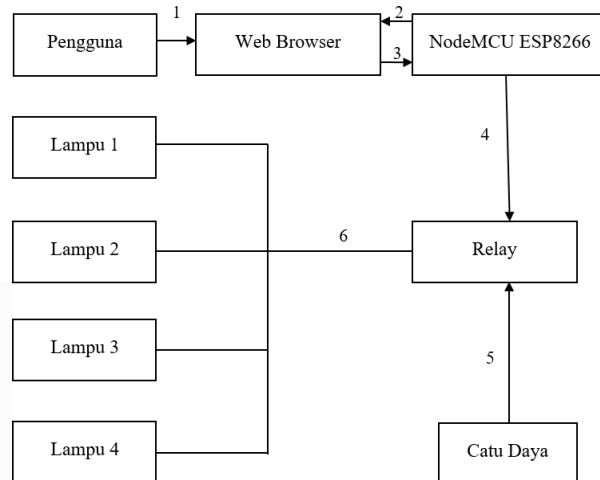 1
2
Pengguna
Web Browser
NodeMCU ESP8266
3
Lampu 1
4
Lampu 2
6
Relay
Lampu 3
5
Lampu 4
Catu Daya